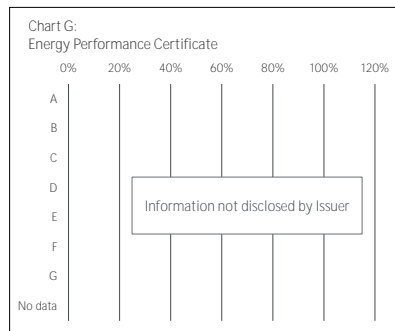 Chart G:
Energy Performance Certificate
0% 20% 40% 60% 80% 100% 120%
A
B
C
D
Information not disclosed by Issuer
E
F
G
No data